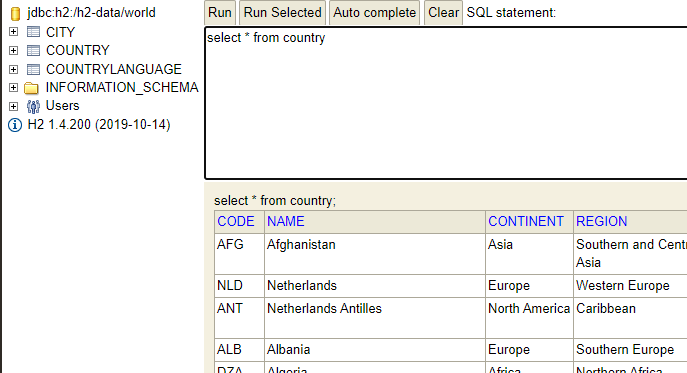 jdbc:h2:/h2-data/world
CITY
COUNTRY
COUNTRYLANGUAGE
INFORMATION_SCHEMA
Users
H2 1.4.200 (2019-10-14)
Run Run Selected Auto complete Clear SQL statement:
select * from country
select * from country;
CODE NAME CONTINENT REGION
AFG Afghanistan Asia Southern and Centr
Asia
NLD Netherlands Europe Western Europe
ANT Netherlands Antilles North America Caribbean
ALB Albania Europe Southern Europe
DZA Algeria Africa Northern Africa